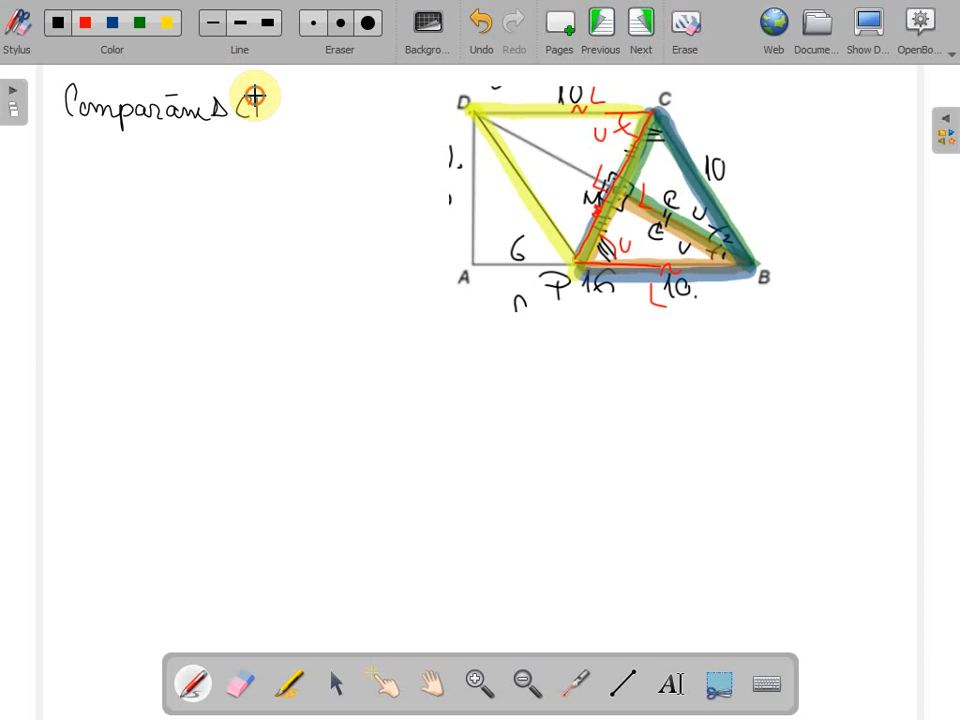 Stylus
Color
Line
Eraser
Backgro...
Undo
Redo
Pages
Previous
Next
Erase
Web
Docume...
Show D...
OpenBo...
Comparām Δ C
D
10
L
C
U
L
10
M
L
U
U
U
6
A
P
16
10.
L
B